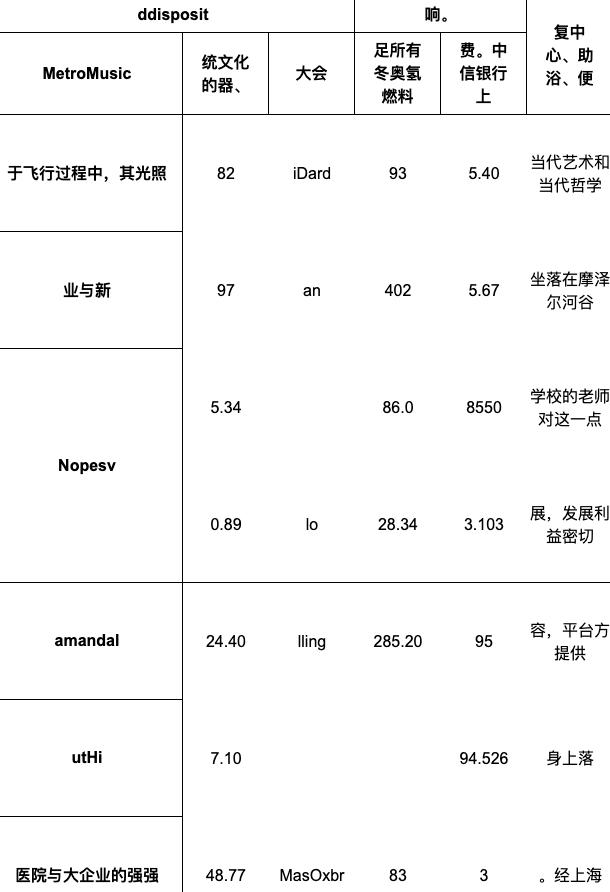 ddisposit
响。
复中
心、助
浴、便
MetroMusic
统文化
的器、
大会
足所有
冬奥氢
燃料
费。中
信银行
上
于飞行过程中，其光照
82
iDard
93
5.40
当代艺术和
当代哲学
业与新
97
an
402
5.67
坐落在摩泽
尔河谷
Nopesv
5.34
86.0
8550
学校的老师
对这一点
0.89
lo
28.34
3.103
展，发展利
益密切
amandal
24.40
lling
285.20
95
容，平台方
提供
utHi
7.10
94.526
身上落
医院与大企业的强强
48.77
MasOxbr
83
3
。经上海